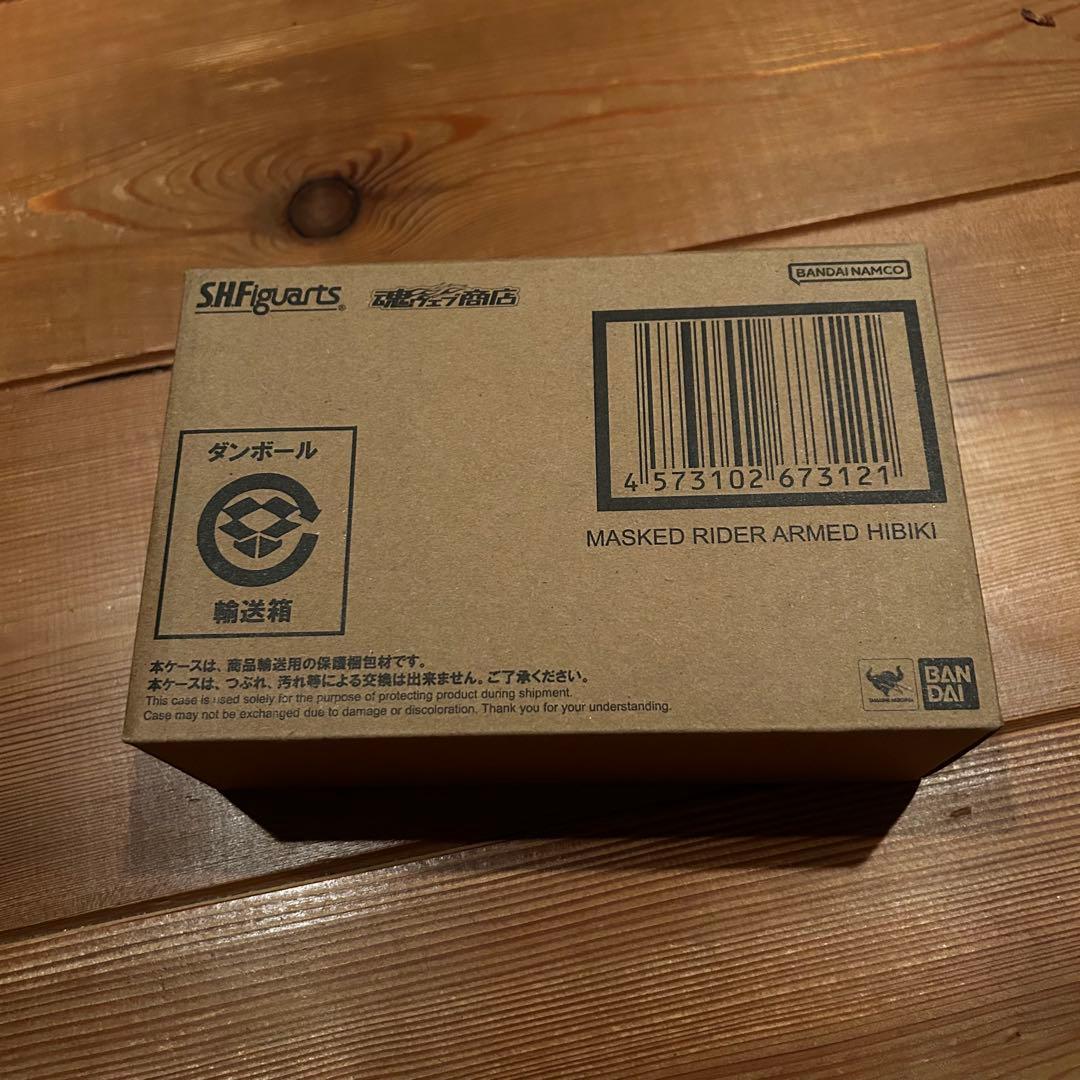 S.H.Figuarts®
魂ウェブ商店
BANDAI NAMCO
4 573102 673121
MASKED RIDER ARMED HIBIKI
ダンボール
輸送箱
本ケースは、商品輸送用の保護梱包材です。
本ケースは、つぶれ、汚れ等による交換は出来ません。ご了承ください。
This case is used solely for the purpose of protecting product during shipment.
Case may not be exchanged due to damage or discoloration. Thank you for your understanding.
TAMASHII NATIONS
BAN
DAI